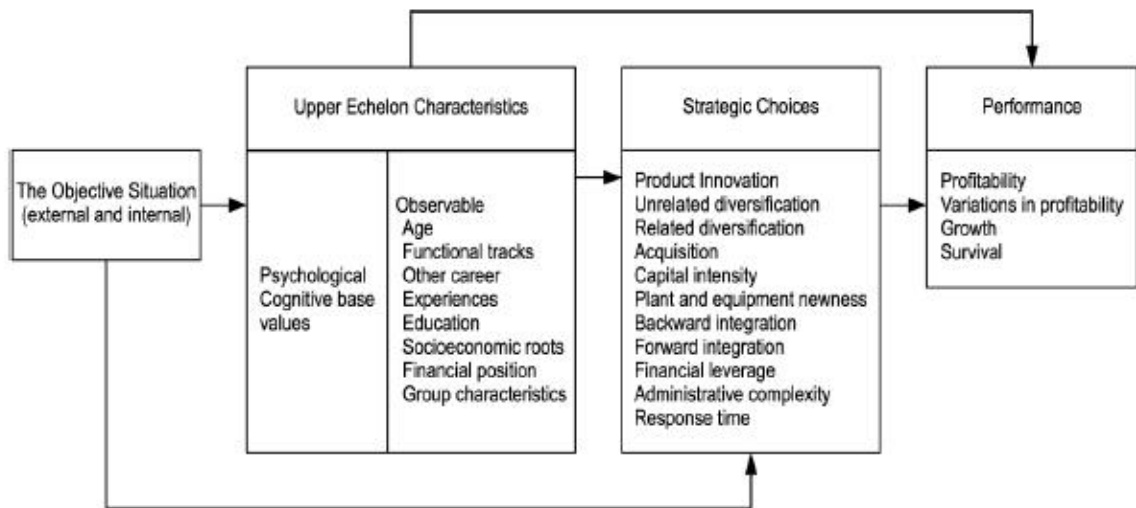 The Objective Situation
(external and internal)
Upper Echelon Characteristics
Psychological
Cognitive base
values
Observable
Age
Functional tracks
Other career
Experiences
Education
Socioeconomic roots
Financial position
Group characteristics
Strategic Choices
Product Innovation
Unrelated diversification
Related diversification
Acquisition
Capital intensity
Plant and equipment newness
Backward integration
Forward integration
Financial leverage
Administrative complexity
Response time
Performance
Profitability
Variations in profitability
Growth
Survival